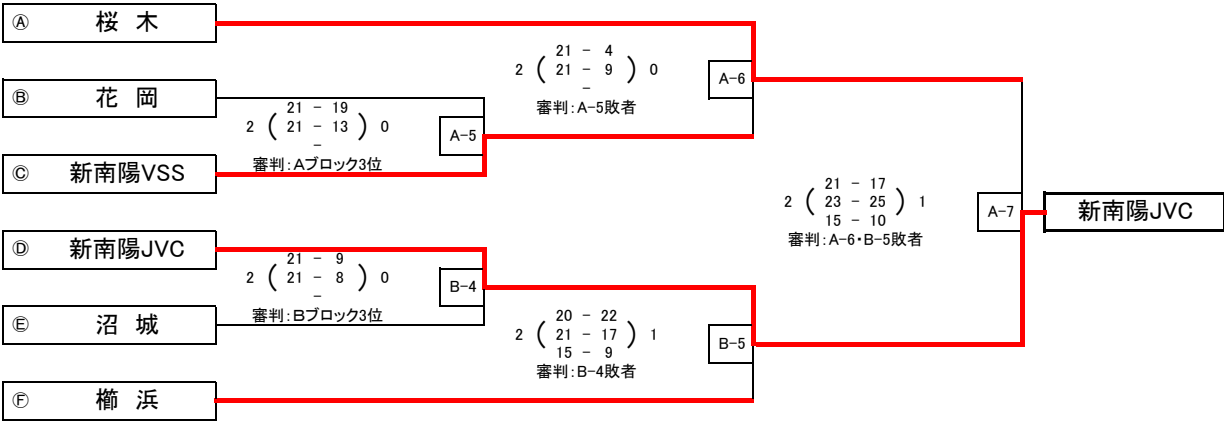 Ⓐ 桜 木
21 - 4
2 ( 21 - 9 ) 0
-
審判:A-5敗者
A-6
Ⓑ 花 岡
21 - 19
2 ( 21 - 13 ) 0
-
審判:Aブロック3位
A-5
Ⓒ 新南陽VSS
21 - 17
2 ( 23 - 25 ) 1
15 - 10
審判:A-6・B-5敗者
A-7
新南陽JVC
Ⓓ 新南陽JVC
21 - 9
2 ( 21 - 8 ) 0
-
審判:Bブロック3位
B-4
Ⓔ 沼 城
20 - 22
2 ( 21 - 17 ) 1
15 - 9
審判:B-4敗者
B-5
Ⓕ 櫛 浜